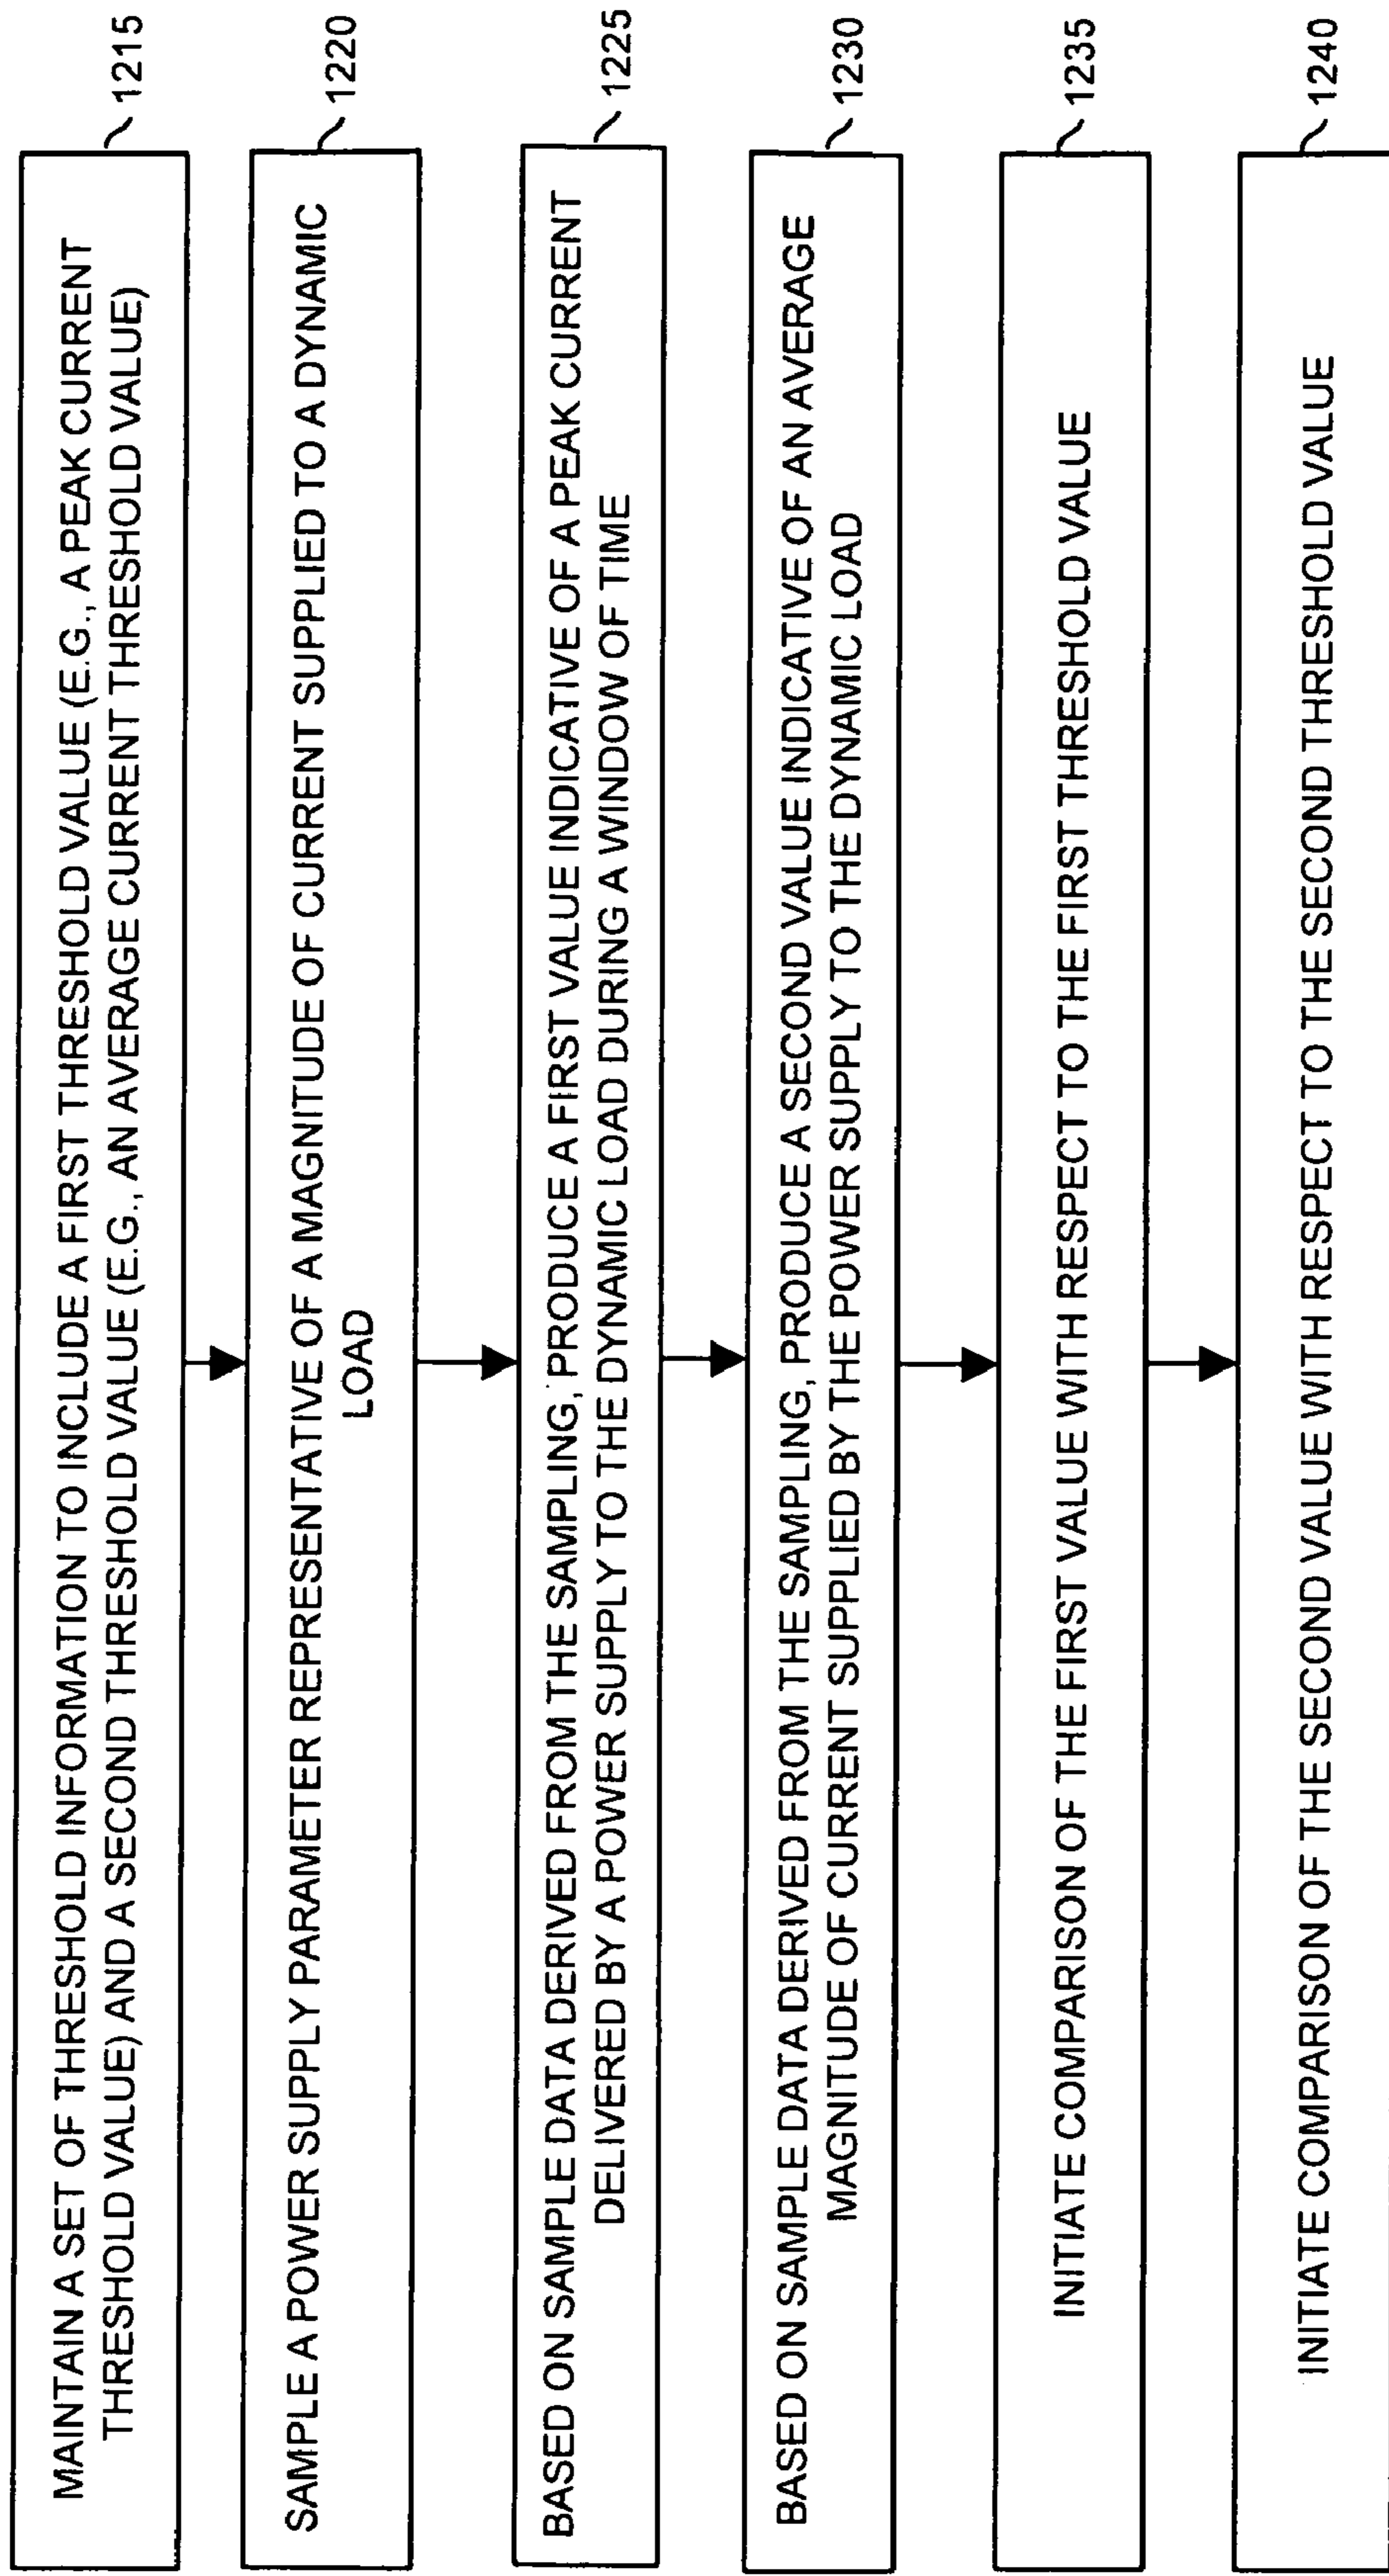 MAINTAIN A SET OF THRESHOLD INFORMATION TO INCLUDE A FIRST THRESHOLD VALUE (E.G., A PEAK CURRENT
THRESHOLD VALUE) AND A SECOND THRESHOLD VALUE (E.G., AN AVERAGE CURRENT THRESHOLD VALUE)
1215
SAMPLE A POWER SUPPLY PARAMETER REPRESENTATIVE OF A MAGNITUDE OF CURRENT SUPPLIED TO A DYNAMIC
LOAD
1220
BASED ON SAMPLE DATA DERIVED FROM THE SAMPLING, PRODUCE A FIRST VALUE INDICATIVE OF A PEAK CURRENT
DELIVERED BY A POWER SUPPLY TO THE DYNAMIC LOAD DURING A WINDOW OF TIME
1225
BASED ON SAMPLE DATA DERIVED FROM THE SAMPLING, PRODUCE A SECOND VALUE INDICATIVE OF AN AVERAGE
MAGNITUDE OF CURRENT SUPPLIED BY THE POWER SUPPLY TO THE DYNAMIC LOAD
1230
INITIATE COMPARISON OF THE FIRST VALUE WITH RESPECT TO THE FIRST THRESHOLD VALUE
1235
INITIATE COMPARISON OF THE SECOND VALUE WITH RESPECT TO THE SECOND THRESHOLD VALUE
1240